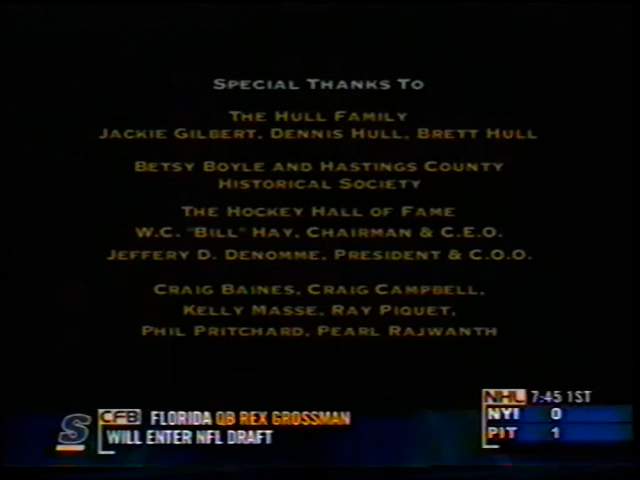 SPECIAL THANKS TO
THE HULL FAMILY
JACKIE GILBERT, DENNIS HULL, BRETT HULL
BETSY BOYLE AND HASTINGS COUNTY
HISTORICAL SOCIETY
THE HOCKEY HALL OF FAME
W.C. "BILL" HAY, CHAIRMAN & C.E.O.
JEFFERY D. DENOMME, PRESIDENT & C.O.O.
CRAIG BAINES, CRAIG CAMPBELL,
KELLY MASSE, RAY PIQUET,
PHIL PRITCHARD, PEARL RAJWANTH
S CFB FLORIDA QB REX GROSSMAN
WILL ENTER NFL DRAFT
NHL 7:45 1ST
NYI 0
PIT 1